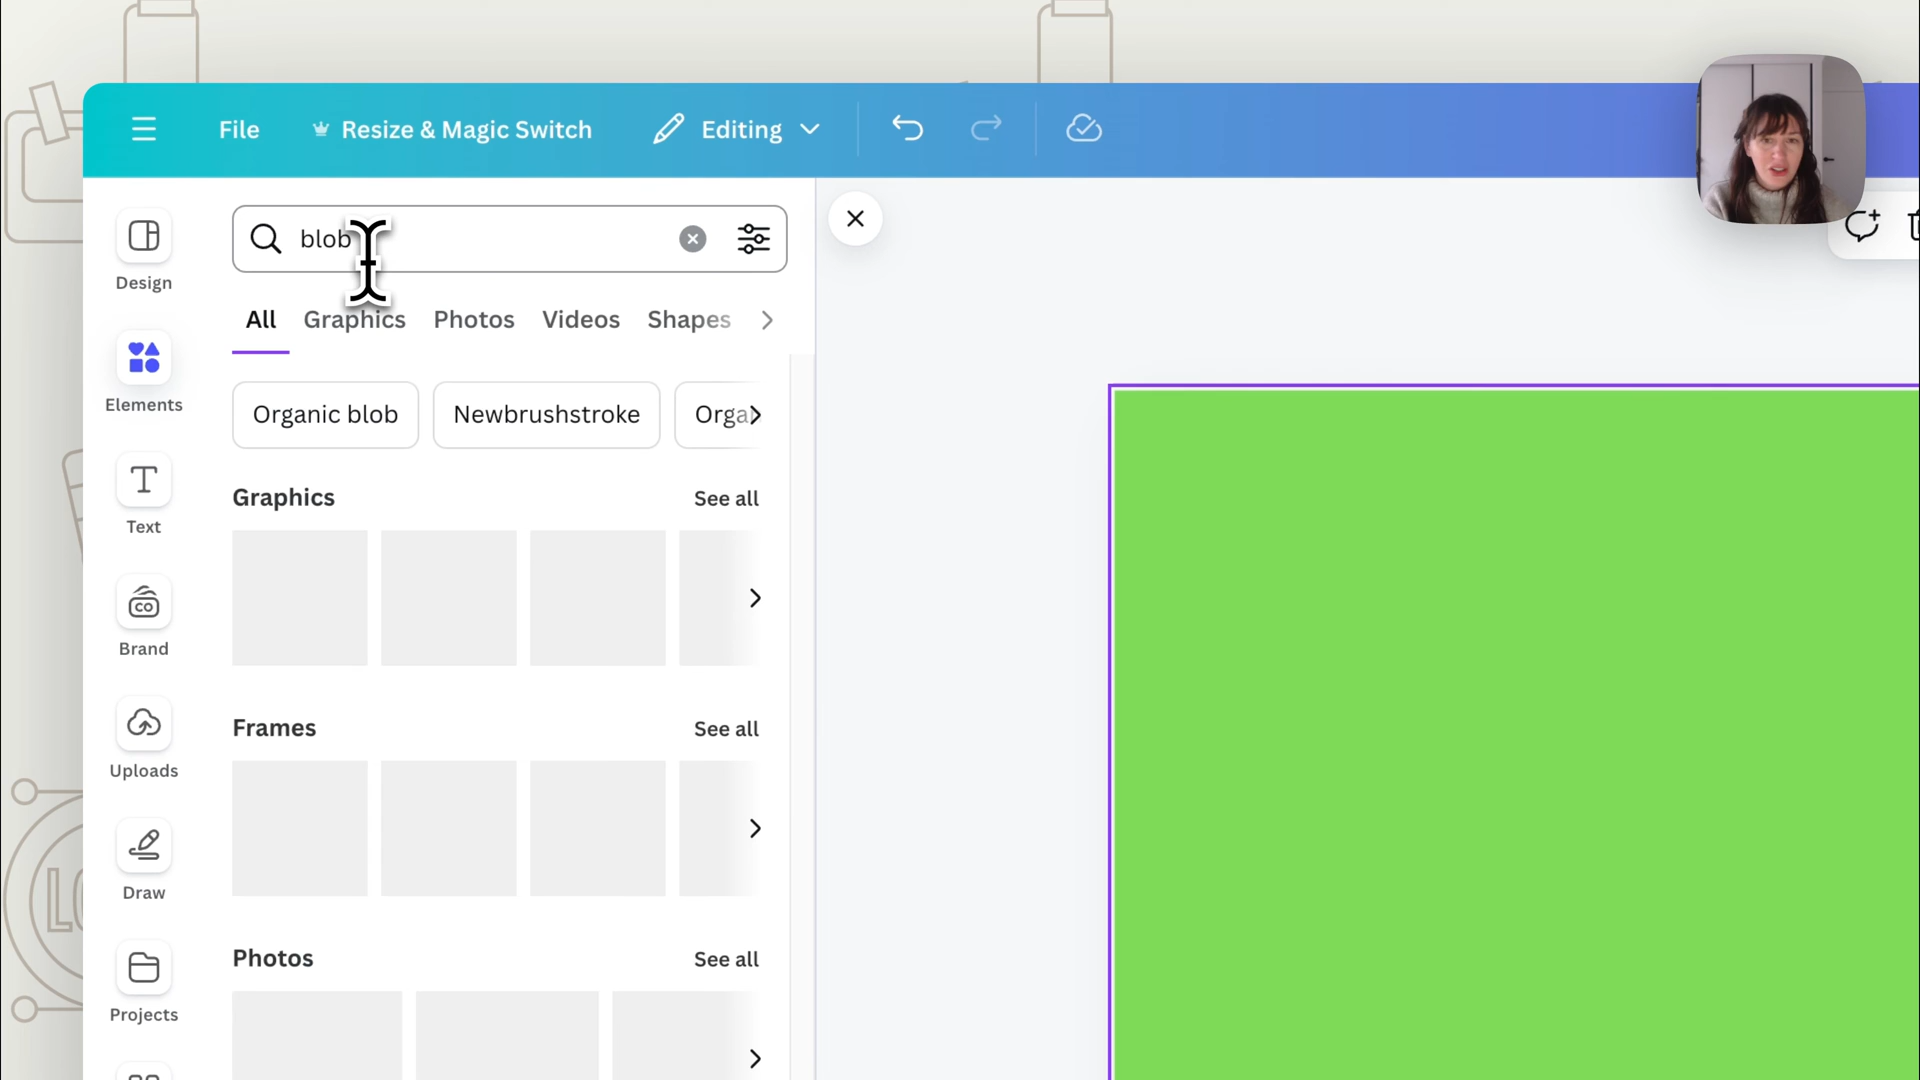 File
Resize & Magic Switch
Editing
blob
Design
All
Graphics
Photos
Videos
Shapes
Elements
Organic blob
Newbrushstroke
Text
Graphics
See all
CO
Brand
Frames
See all
Uploads
Draw
Photos
See all
Projects